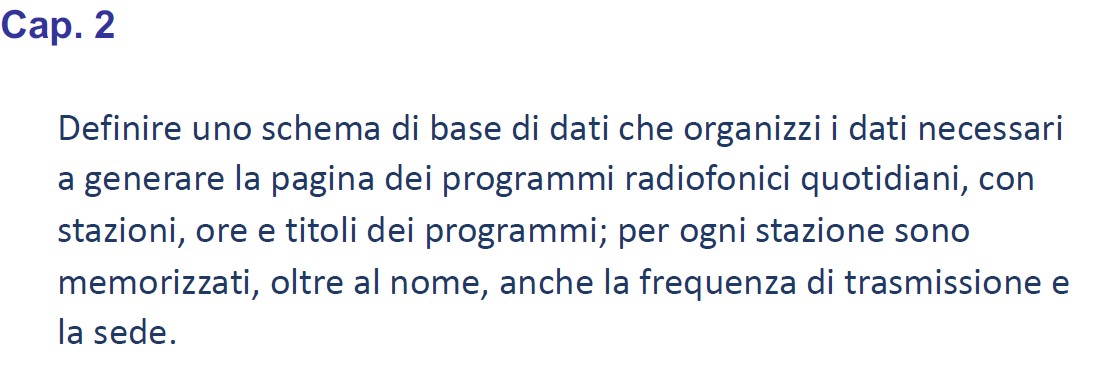 Cap. 2
Definire uno schema di base di dati che organizzi i dati necessari
a generare la pagina dei programmi radiofonici quotidiani, con
stazioni, ore e titoli dei programmi; per ogni stazione sono
memorizzati, oltre al nome, anche la frequenza di trasmissione e
la sede.